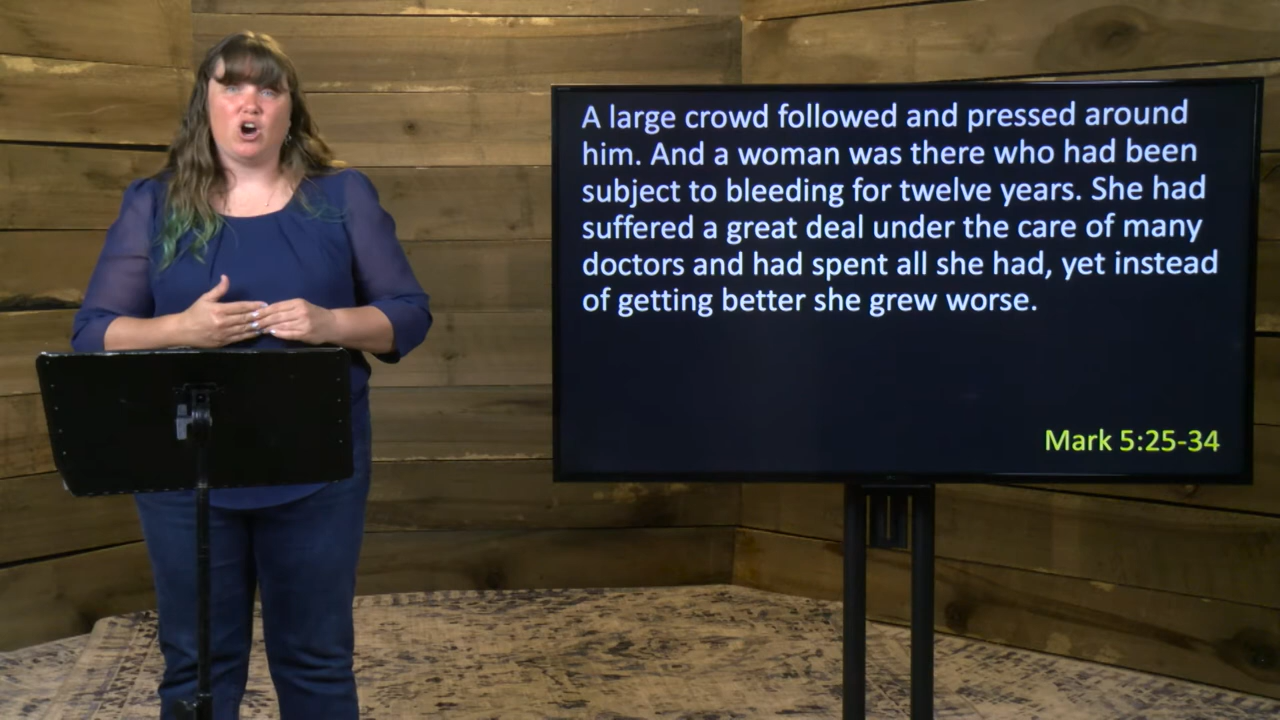 A large crowd followed and pressed around
him. And a woman was there who had been
subject to bleeding for twelve years. She had
suffered a great deal under the care of many
doctors and had spent all she had, yet instead
of getting better she grew worse.
Mark 5:25-34